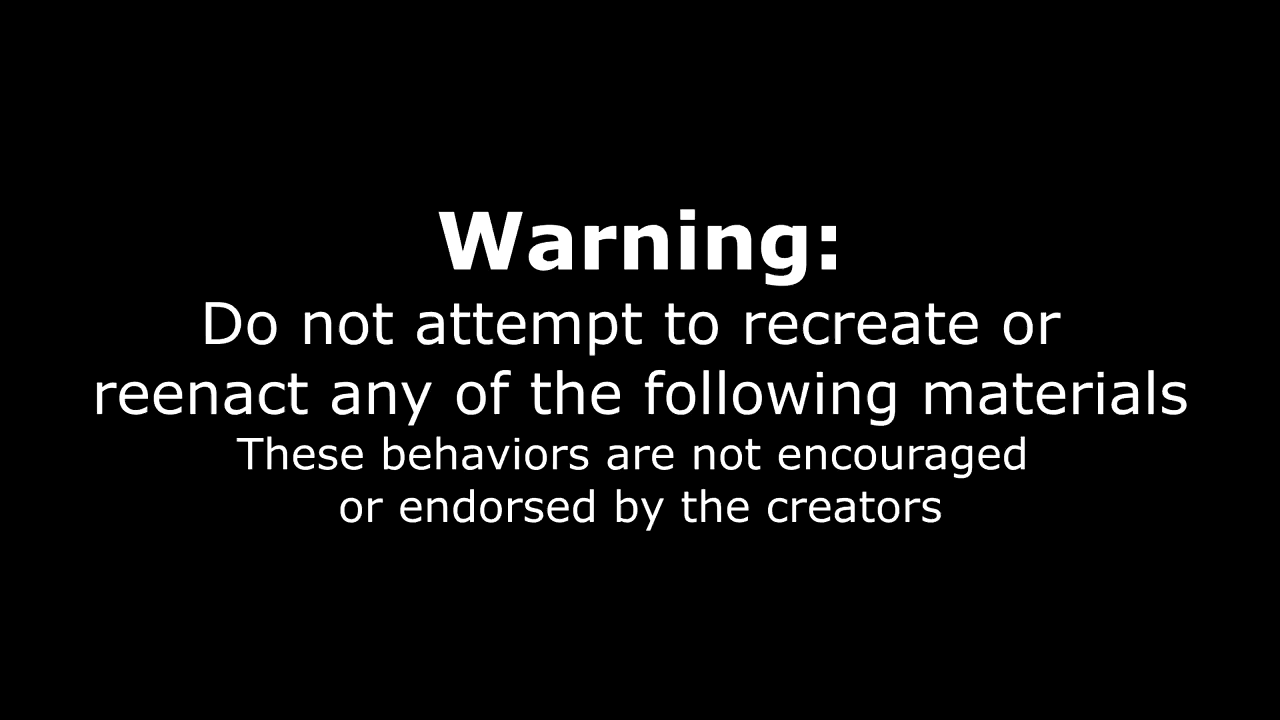 Warning:
Do not attempt to recreate or
reenact any of the following materials
These behaviors are not encouraged
or endorsed by the creators